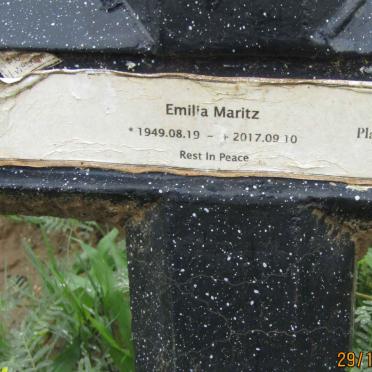 Emilia Maritz
* 1949.08.19 - + 2017.09.10
Rest In Peace